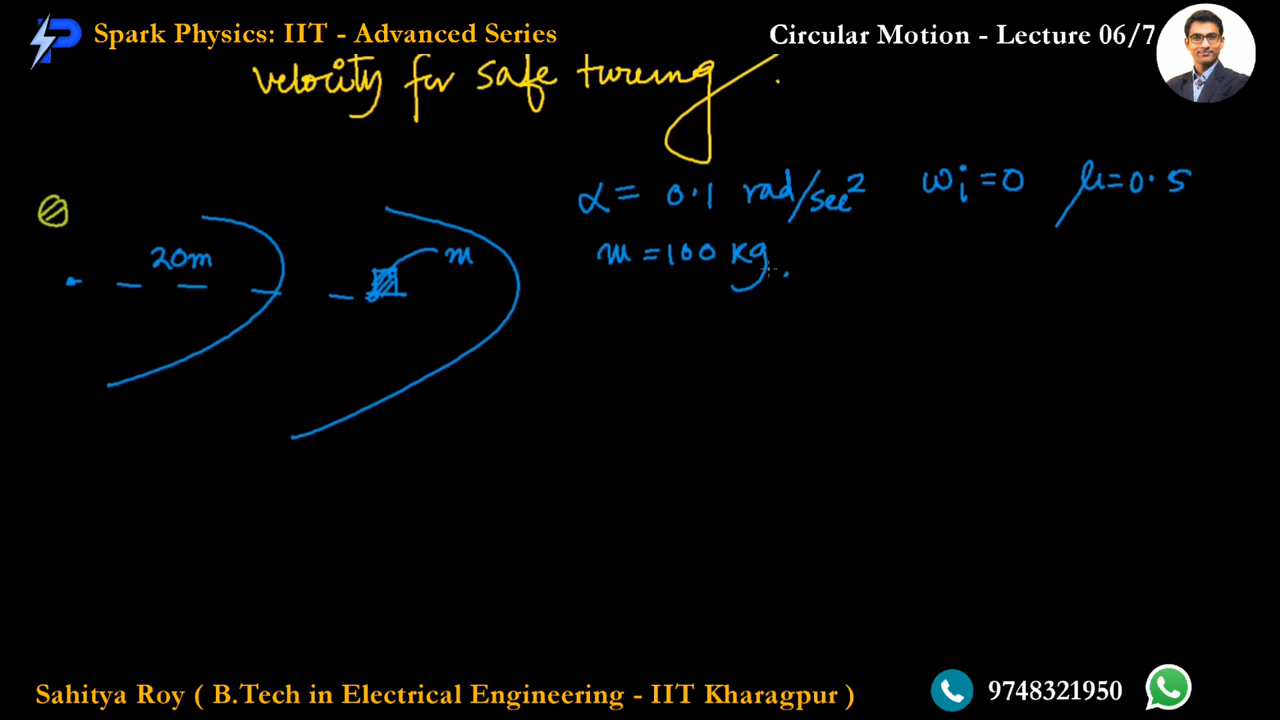 Spark Physics: IIT - Advanced Series
Circular Motion - Lecture 06/7
velocity for safe turning.
α = 0.1 rad/sec² ωi = 0 μ = 0.5
20m
m
m = 100 kg.
Sahitya Roy ( B.Tech in Electrical Engineering - IIT Kharagpur )
9748321950